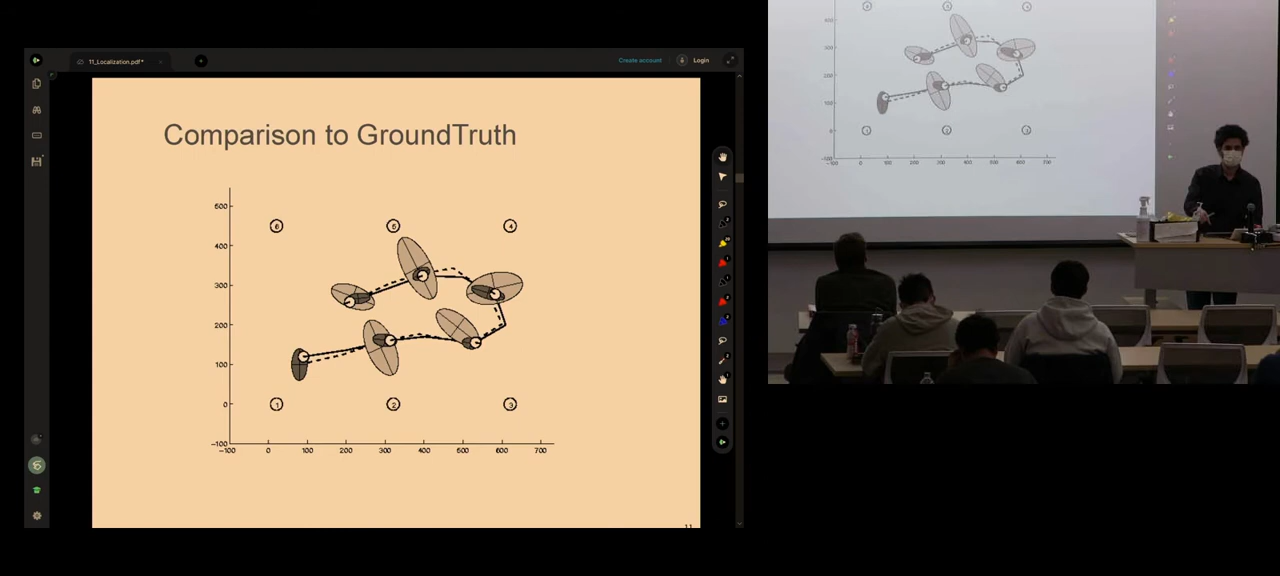 11_Localization.pdf*
Create account
Login
Comparison to GroundTruth
500
400
300
200
100
0
-100
-100 0 100 200 300 400 500 600 700
6 5 4
1 2 3
11